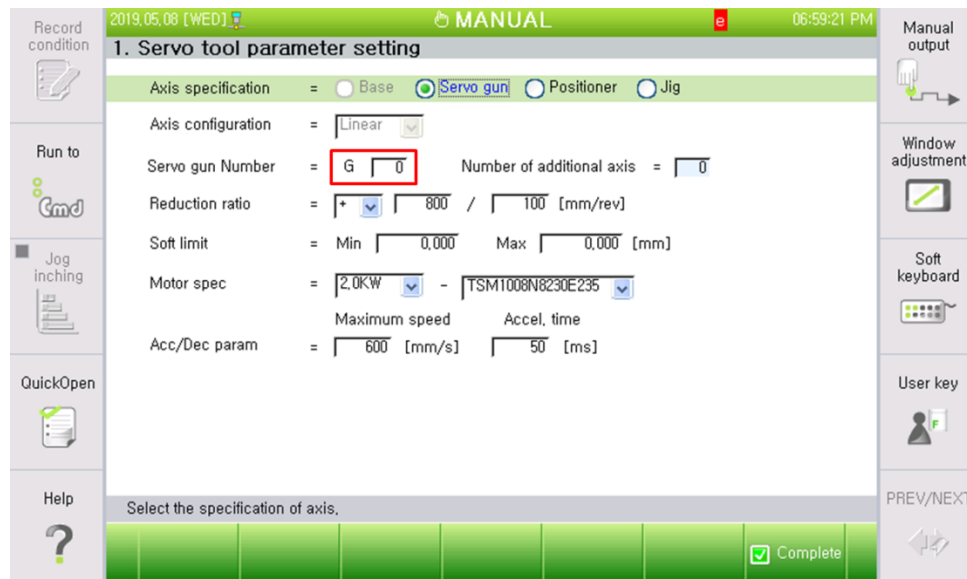 2019,05,08 [WED] MANUAL e 06:59:21 PM
1. Servo tool parameter setting
Axis specification = Base Servo gun Positioner Jig
Axis configuration = Linear
Servo gun Number = G 0 Number of additional axis = 0
Reduction ratio = + 800 / 100 [mm/rev]
Soft limit = Min 0,000 Max 0,000 [mm]
Motor spec = 2,0KW - TSM1008N8230E235
Maximum speed Accel, time
Acc/Dec param = 600 [mm/s] 50 [ms]
Select the specification of axis,
Complete
Record
condition
Run to
Cmd
Jog
inching
QuickOpen
Help
?
Manual
output
Window
adjustment
Soft
keyboard
User key
F
PREV/NEXT